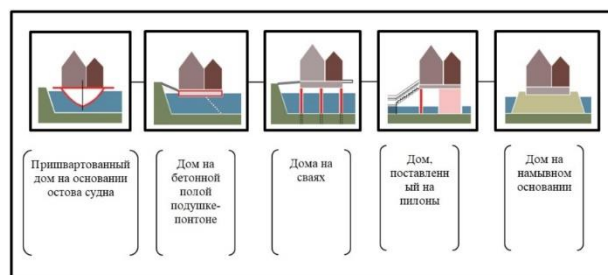 Пришвартованный
дом на основании
остова судна
Дом на
бетонной
полой
подушке-
понтоне
Дома на
сваях
Дом,
поставленн
ый на
пилоны
Дом на
намывном
основании